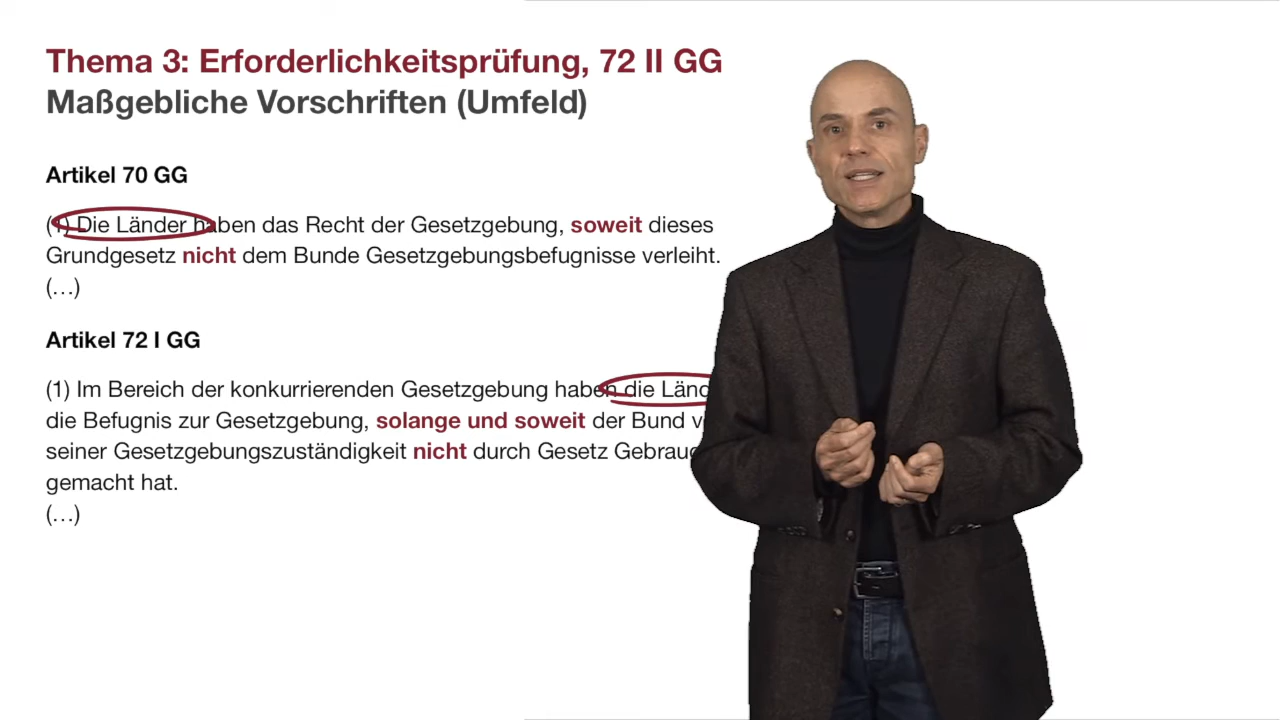 Thema 3: Erforderlichkeitsprüfung, 72 II GG
Maßgebliche Vorschriften (Umfeld)
Artikel 70 GG
(1) Die Länder haben das Recht der Gesetzgebung, soweit dieses
Grundgesetz nicht dem Bunde Gesetzgebungsbefugnisse verleiht.
(…)
Artikel 72 I GG
(1) Im Bereich der konkurrierenden Gesetzgebung haben die
die Befugnis zur Gesetzgebung, solange und soweit der Bund
seiner Gesetzgebungszuständigkeit nicht durch Gesetz
gemacht hat.
(…)